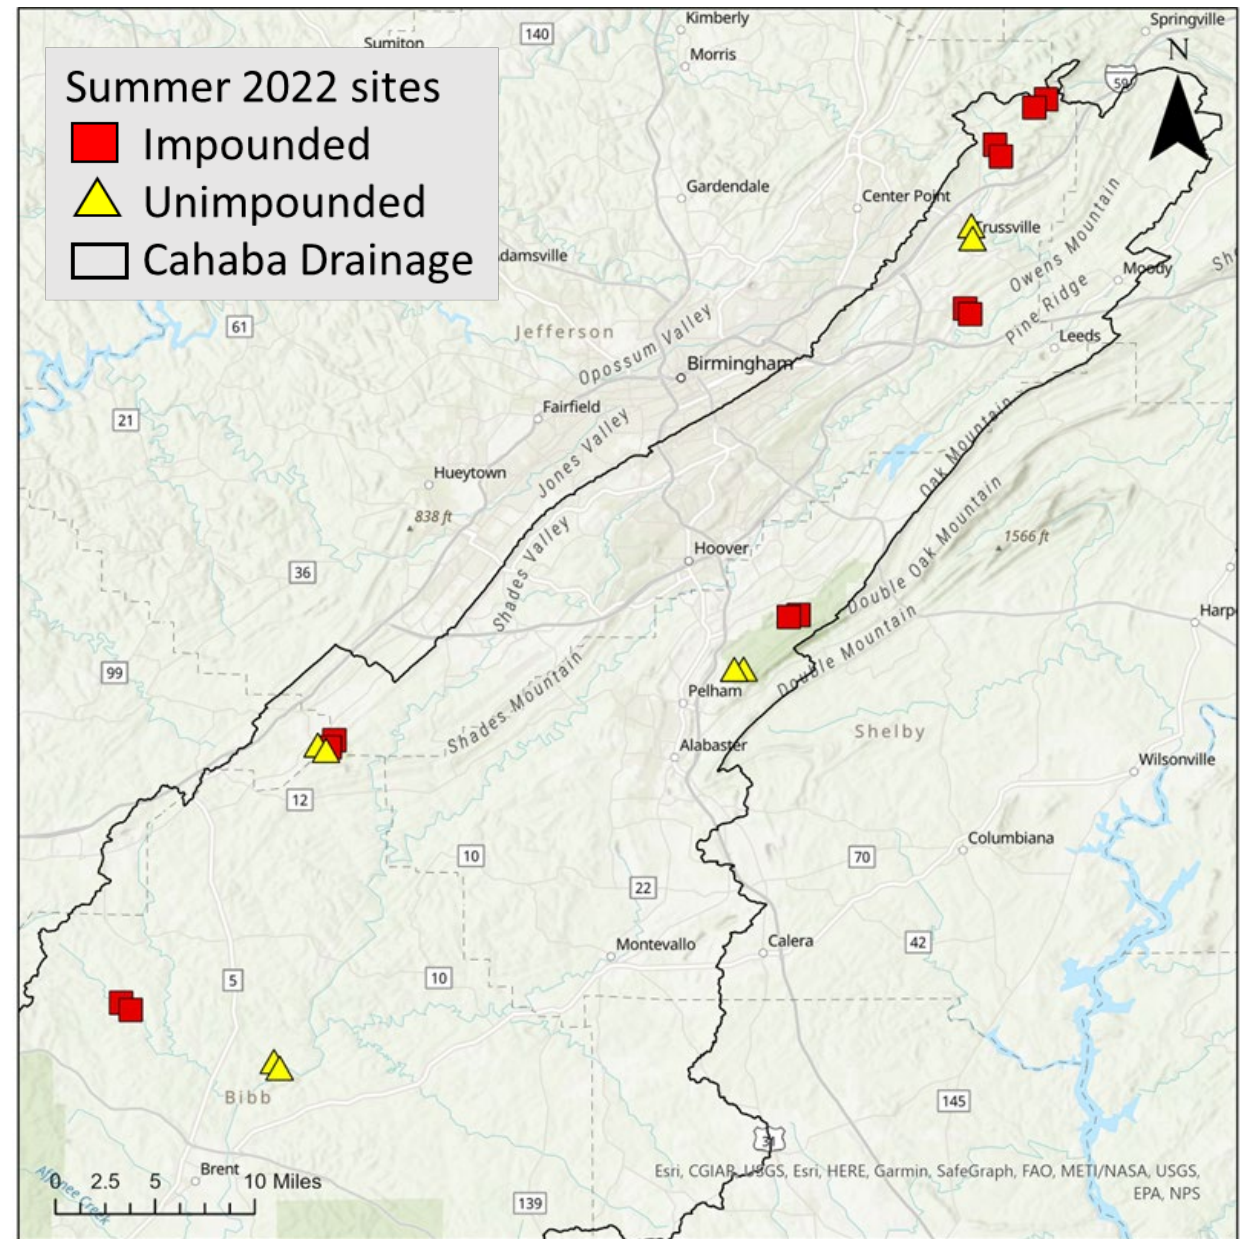 Kimberly
Springville
140
Sumiton
Morris
N
59
Summer 2022 sites
Impounded
Unimpounded
Cahaba Drainage
Gardendale
Center Point
Trussville
Owens Mountain
damsville
Moody
Sh
61
Jefferson
Opossum Valley
Pine Ridge
Leeds
Birmingham
21
Fairfield
Jones Valley
Oak Mountain
Hueytown
838 ft
Double Oak Mountain
1566 ft
Shades Valley
Hoover
36
Harp
Double Mountain
99
Shades Mountain
Pelham
Shelby
Alabaster
Wilsonville
12
Columbiana
10
70
22
Montevallo
Calera
42
5
10
Bibb
145
31
Brent
0 2.5 5 10 Miles
Esri, CGIAR, USGS, Esri, HERE, Garmin, SafeGraph, FAO, METI/NASA, USGS,
EPA, NPS
139